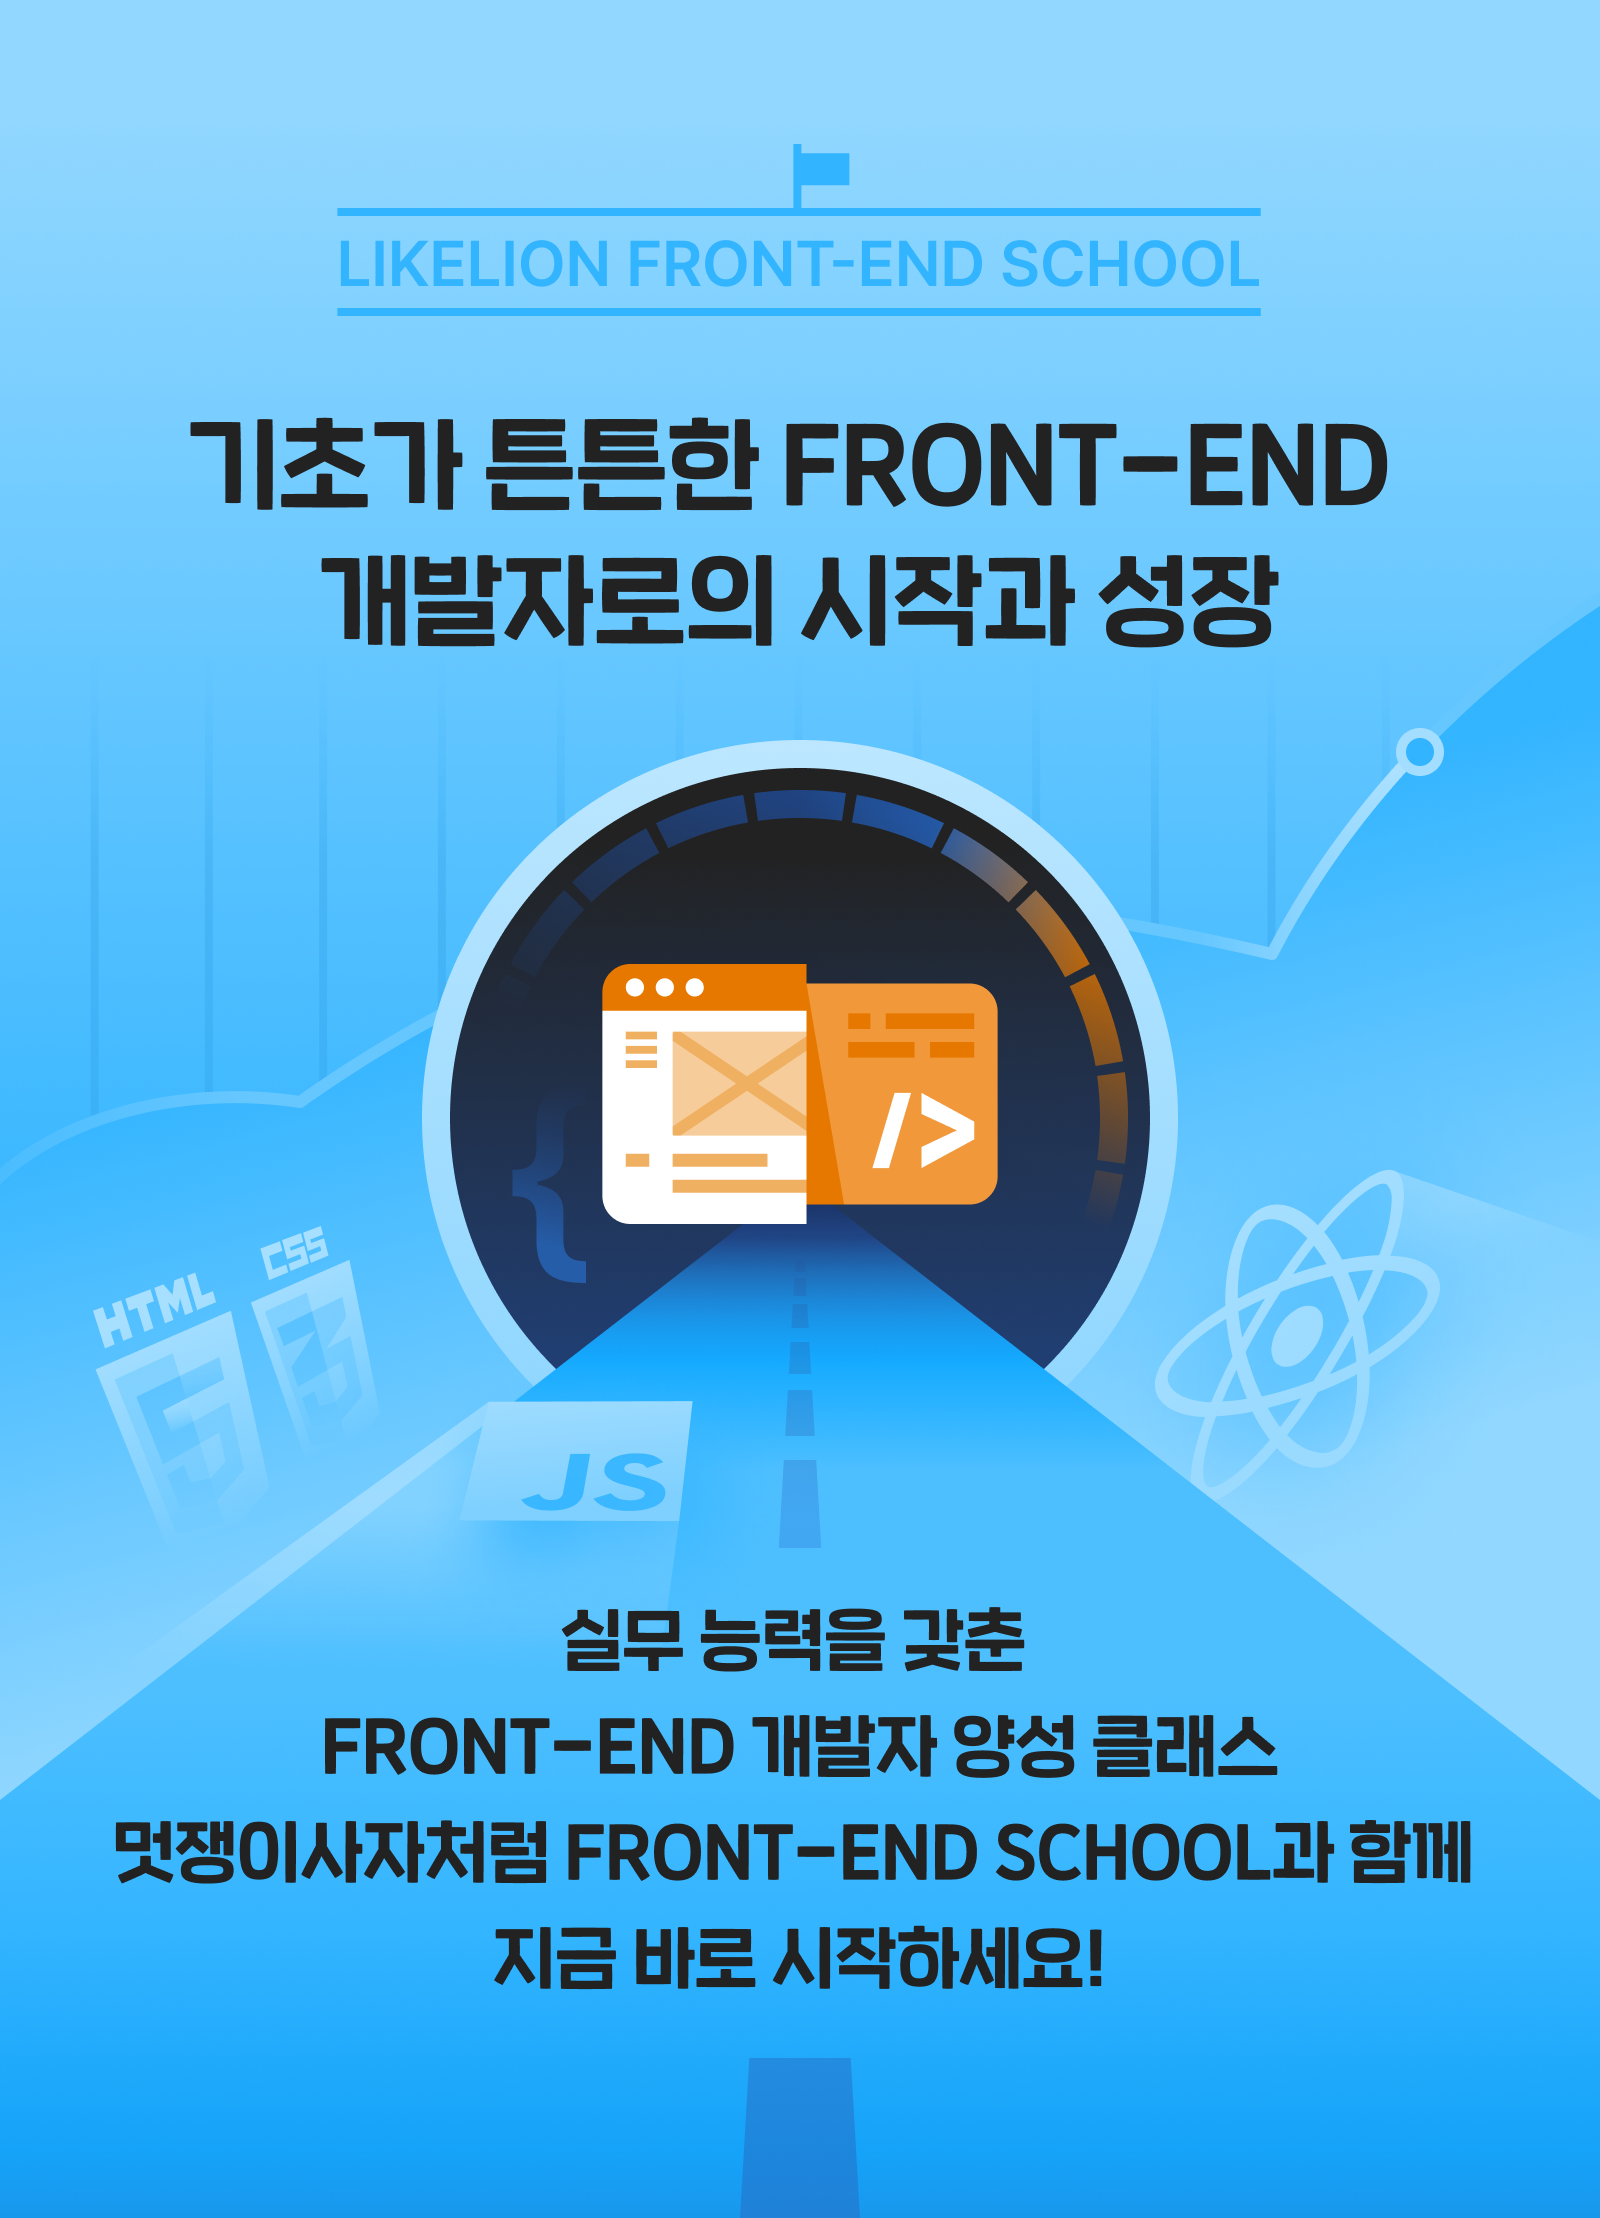 LIKELION FRONT-END SCHOOL
기초가 튼튼한 FRONT-END
개발자로의 시작과 성장
{
/>
CSS
HTML
JS
실무 능력을 갖춘
FRONT-END 개발자 양성 클래스
멋쟁이사자처럼 FRONT-END SCHOOL과 함께
지금 바로 시작하세요!